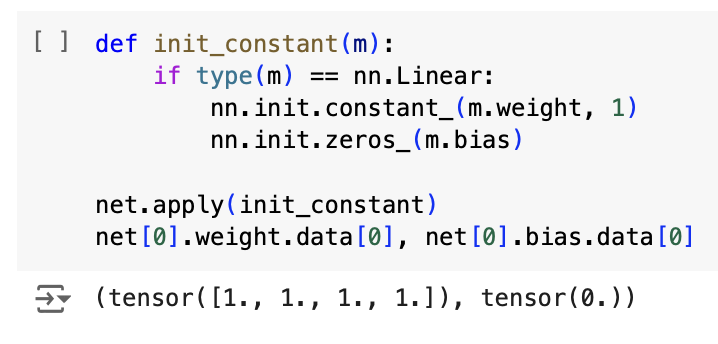 [ ] def init_constant(m):
if type(m) == nn.Linear:
nn.init.constant_(m.weight, 1)
nn.init.zeros_(m.bias)
net.apply(init_constant)
net[0].weight.data[0], net[0].bias.data[0]
(tensor([1., 1., 1., 1.]), tensor(0.))